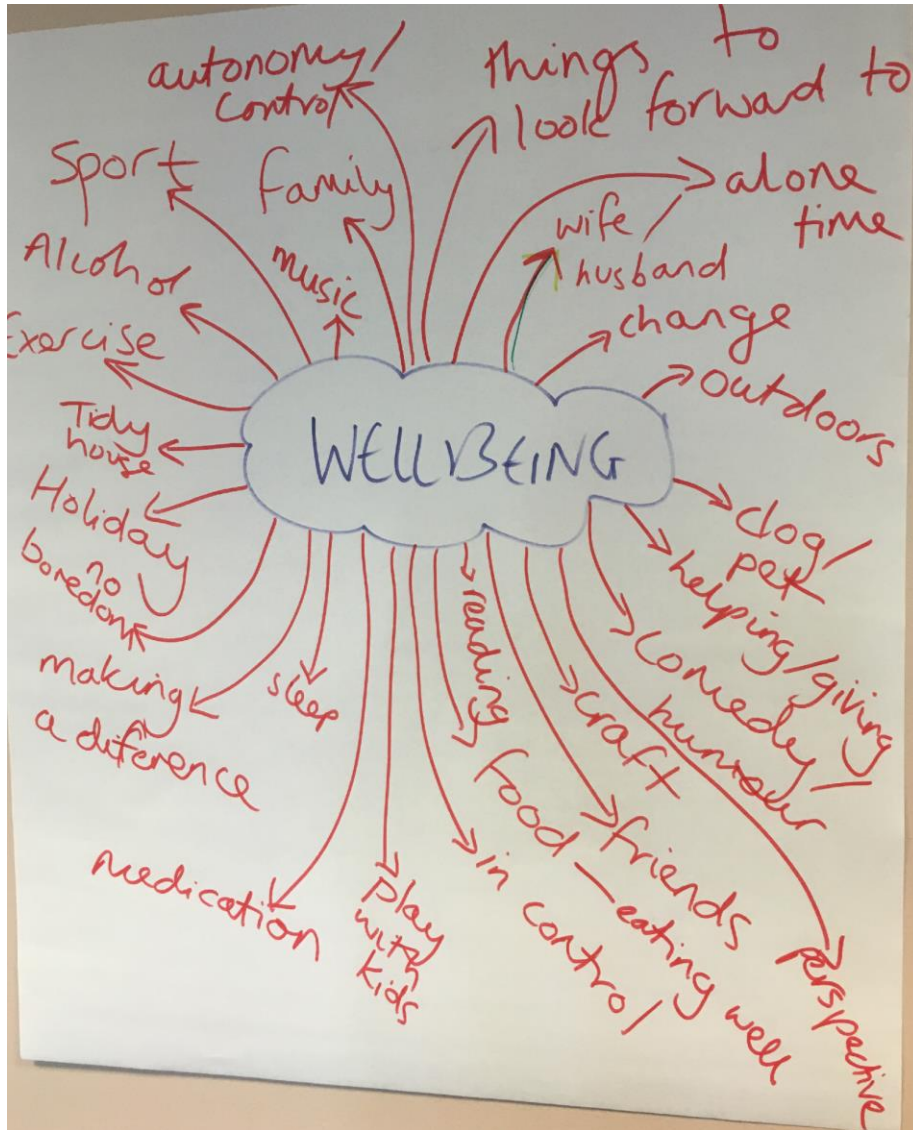 autonomy/
control
things to
look forward to
Sport
family
alone
time
wife
husband
music
Alcohol
change
Exercise
outdoors
WELLBEING
Tidy
house
Holiday
no
boredom
dog/
pet
helping/giving
comedy/
humour
making
a diference
sleep
reading
craft
food - eating well
friends
perspective
medication
play
with
kids
in control